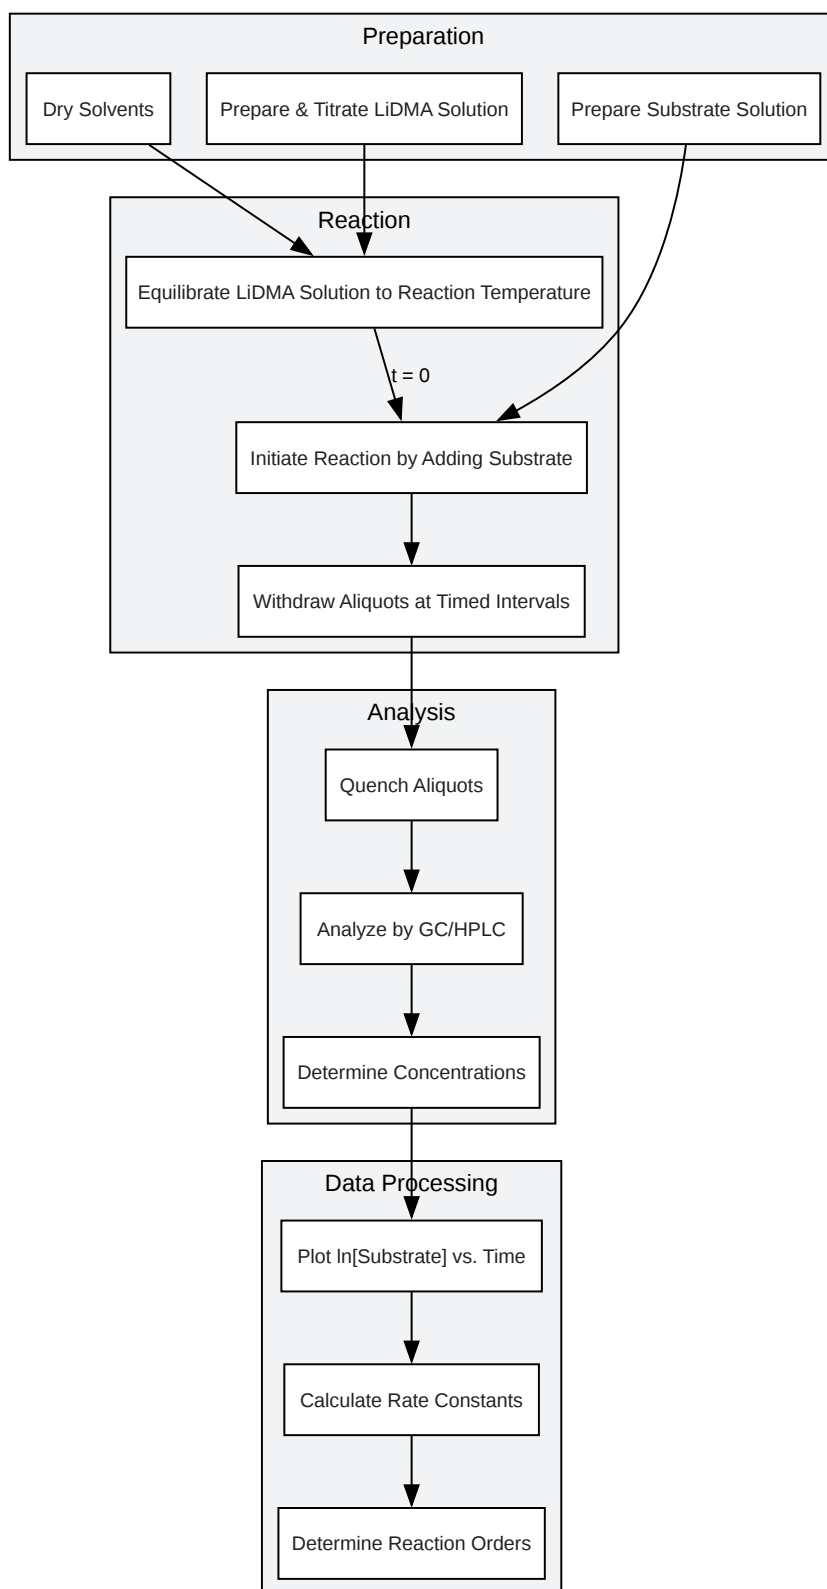 Preparation
Dry Solvents
Prepare & Titrate LiDMA Solution
Prepare Substrate Solution
Reaction
Equilibrate LiDMA Solution to Reaction Temperature
t = 0
Initiate Reaction by Adding Substrate
Withdraw Aliquots at Timed Intervals
Analysis
Quench Aliquots
Analyze by GC/HPLC
Determine Concentrations
Data Processing
Plot ln[Substrate] vs. Time
Calculate Rate Constants
Determine Reaction Orders